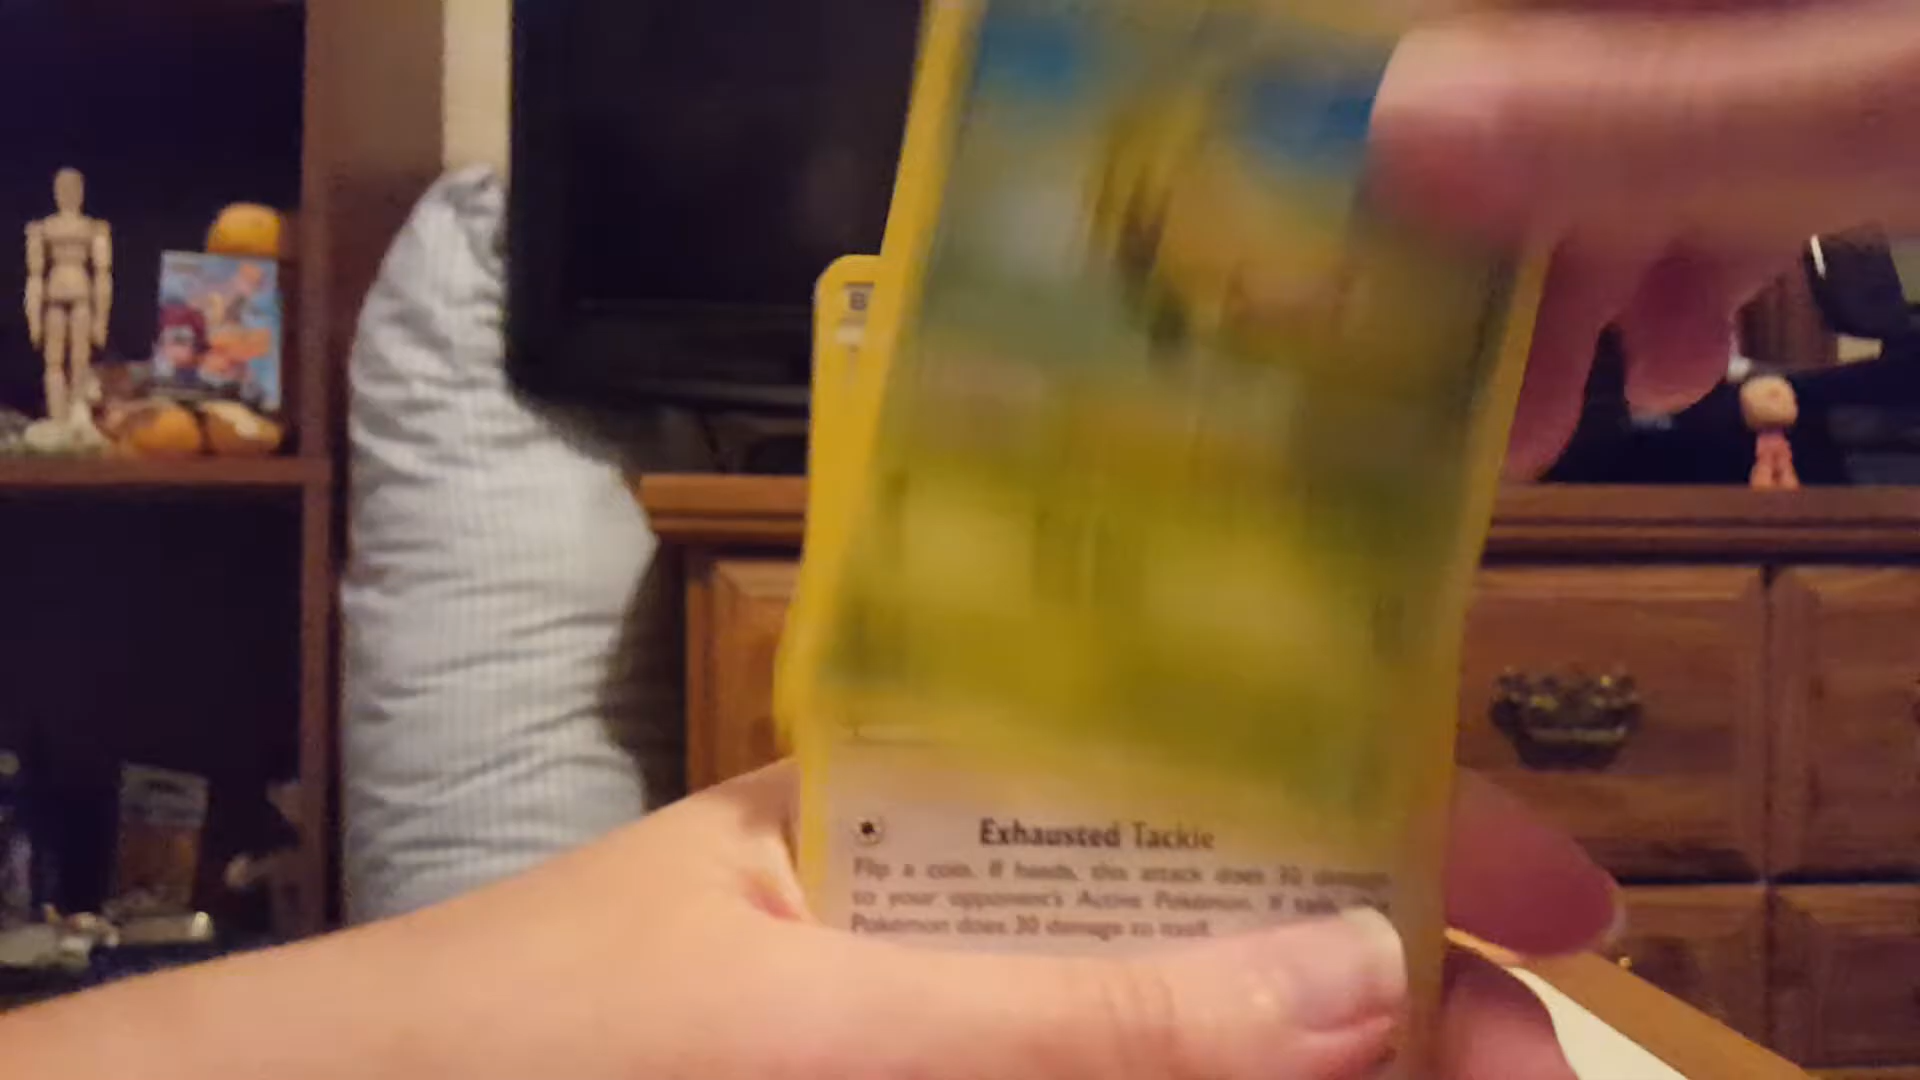 B
Exhausted Tackle
Flip a coin. If heads, this attack does 30 damage
to your opponent's Active Pokémon. If tails, this
Pokémon does 30 damage to itself.